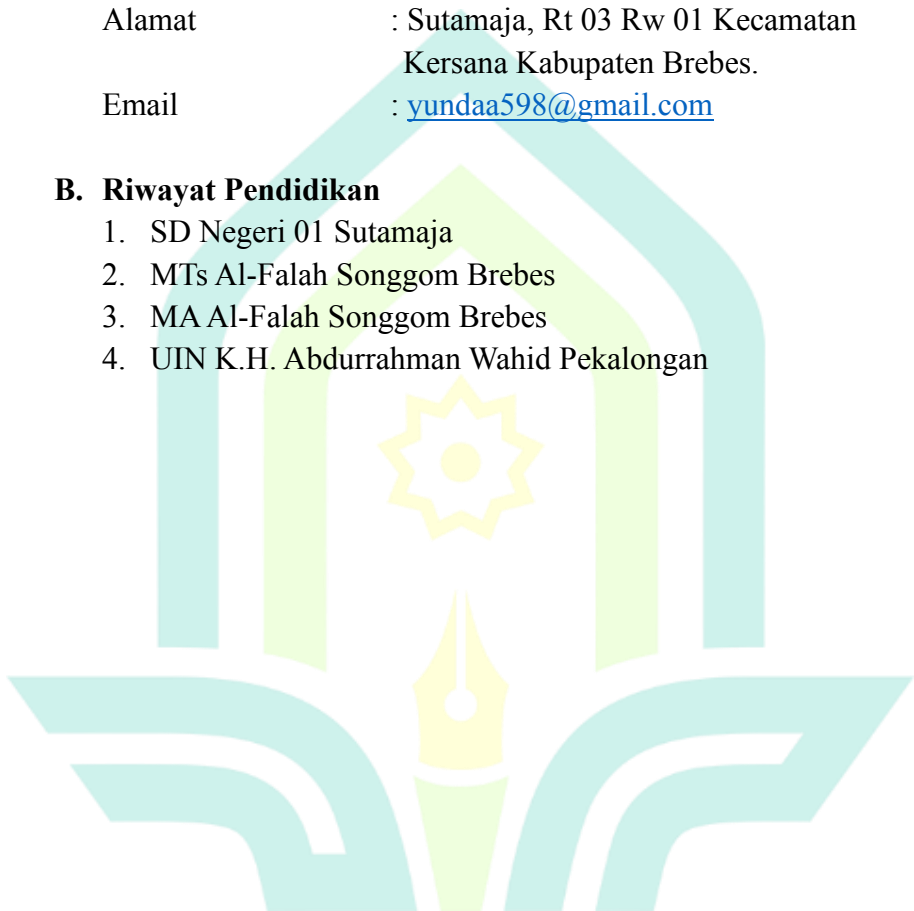 Alamat : Sutamaja, Rt 03 Rw 01 Kecamatan
Kersana Kabupaten Brebes.
Email : yundaa598@gmail.com
B. Riwayat Pendidikan
1. SD Negeri 01 Sutamaja
2. MTs Al-Falah Songgom Brebes
3. MA Al-Falah Songgom Brebes
4. UIN K.H. Abdurrahman Wahid Pekalongan